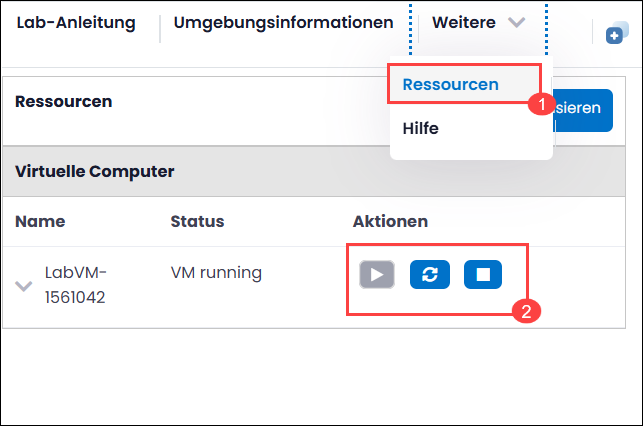 Lab-Anleitung
Umgebungsinformationen
Weitere
Ressourcen
1
Hilfe
Ressourcen
sieren
Virtuelle Computer
Name Status Aktionen
LabVM-
1561042
VM running
2